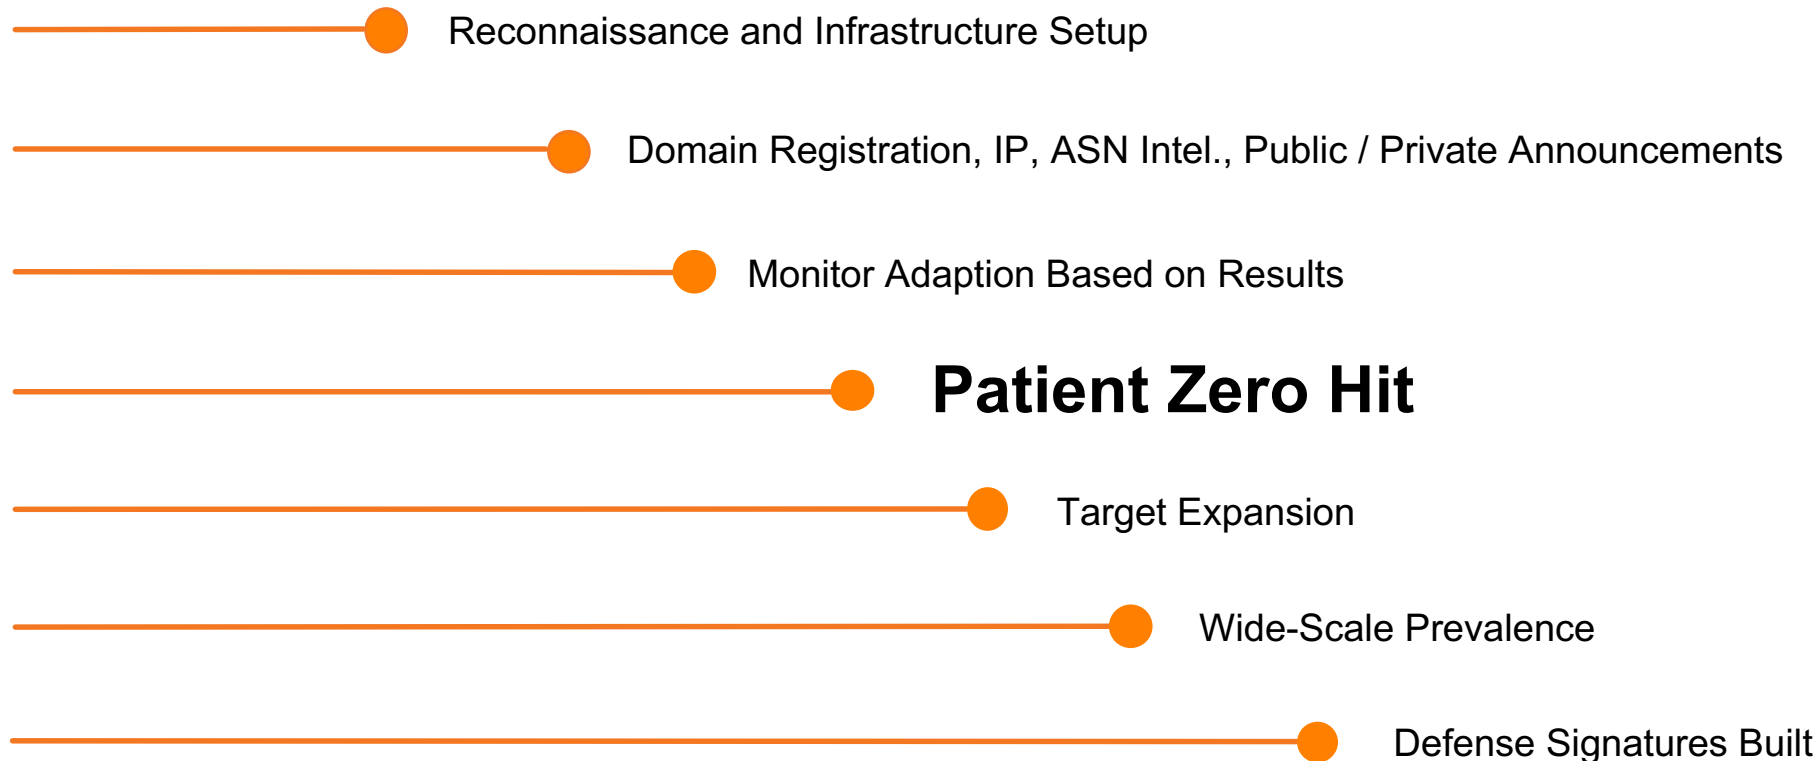 Reconnaissance and Infrastructure Setup
Domain Registration, IP, ASN Intel., Public / Private Announcements
Monitor Adaption Based on Results
Patient Zero Hit
Target Expansion
Wide-Scale Prevalence
Defense Signatures Built